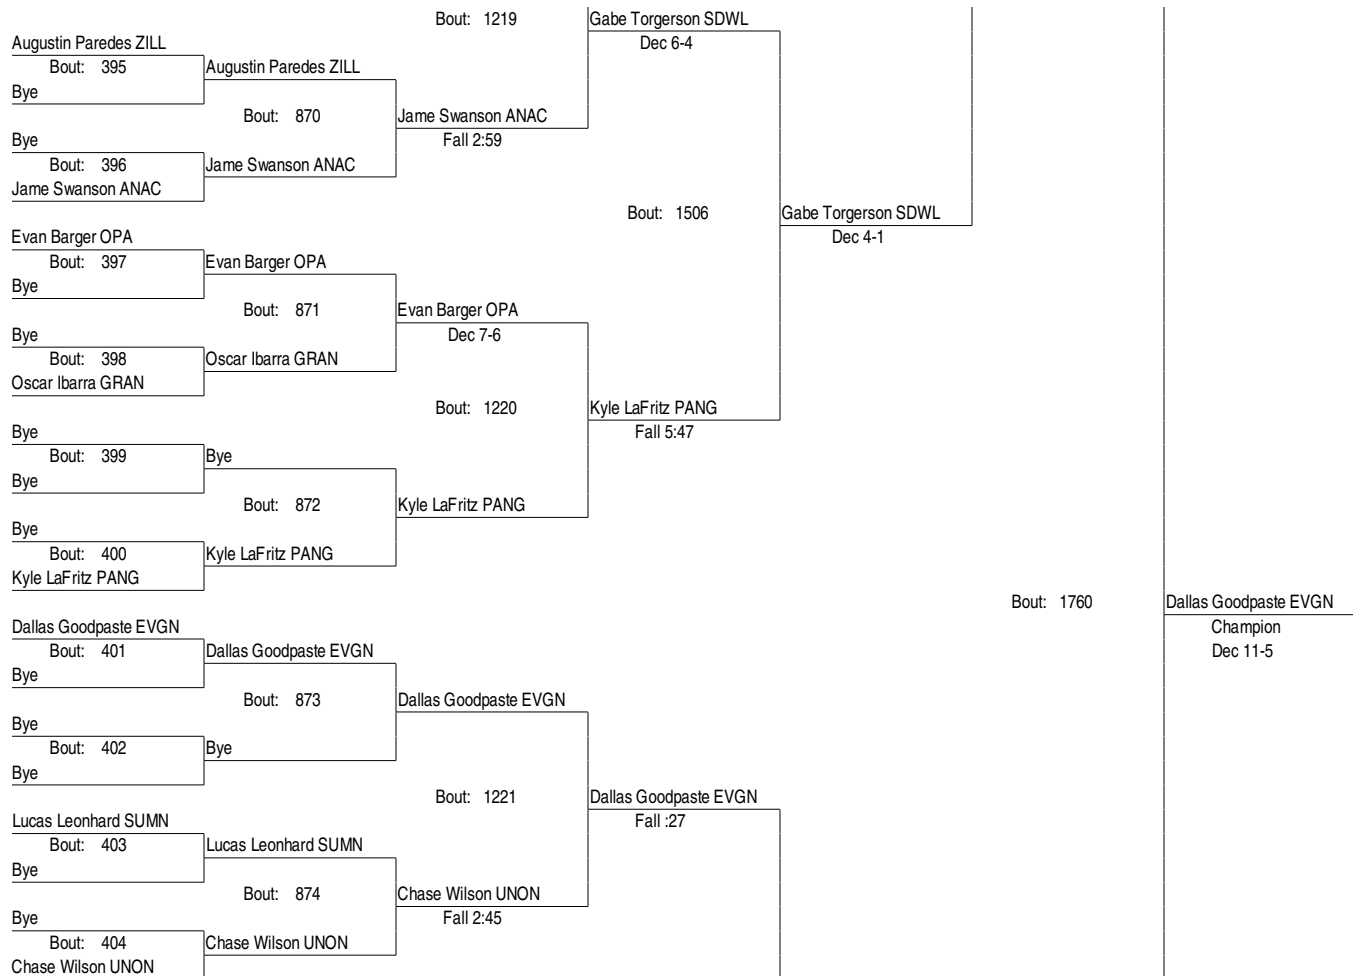 Bout: 1219 Gabe Torgerson SDWL
Augustin Paredes ZILL Dec 6-4
Bout: 395 Augustin Paredes ZILL
Bye
Bout: 870 Jame Swanson ANAC
Bye Fall 2:59
Bout: 396 Jame Swanson ANAC
Jame Swanson ANAC
Bout: 1506 Gabe Torgerson SDWL
Evan Barger OPA Dec 4-1
Bout: 397 Evan Barger OPA
Bye
Bout: 871 Evan Barger OPA
Bye Dec 7-6
Bout: 398 Oscar Ibarra GRAN
Oscar Ibarra GRAN
Bout: 1220 Kyle LaFritz PANG
Bye Fall 5:47
Bout: 399 Bye
Bye
Bout: 872 Kyle LaFritz PANG
Bye
Bout: 400 Kyle LaFritz PANG
Kyle LaFritz PANG
Bout: 1760 Dallas Goodpaste EVGN
Dallas Goodpaste EVGN Champion
Bout: 401 Dallas Goodpaste EVGN Dec 11-5
Bye
Bout: 873 Dallas Goodpaste EVGN
Bye
Bout: 402 Bye
Bye
Bout: 1221 Dallas Goodpaste EVGN
Lucas Leonhard SUMN Fall :27
Bout: 403 Lucas Leonhard SUMN
Bye
Bout: 874 Chase Wilson UNON
Bye Fall 2:45
Bout: 404 Chase Wilson UNON
Chase Wilson UNON